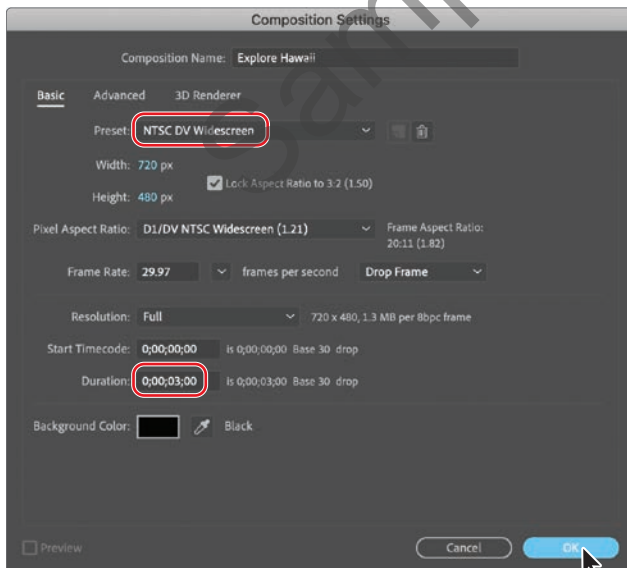 Composition Settings
Composition Name: Explore Hawaii
Basic Advanced 3D Renderer
Preset: NTSC DV Widescreen
Width: 720 px
Lock Aspect Ratio to 3:2 (1.50)
Height: 480 px
Pixel Aspect Ratio: D1/DV NTSC Widescreen (1.21) Frame Aspect Ratio:
20:11 (1.82)
Frame Rate: 29.97 frames per second Drop Frame
Resolution: Full 720 x 480, 1.3 MB per 8bpc frame
Start Timecode: 0;00;00;00 is 0;00;00;00 Base 30 drop
Duration: 0;00;03;00 is 0;00;03;00 Base 30 drop
Background Color: Black
Preview Cancel OK
Sample